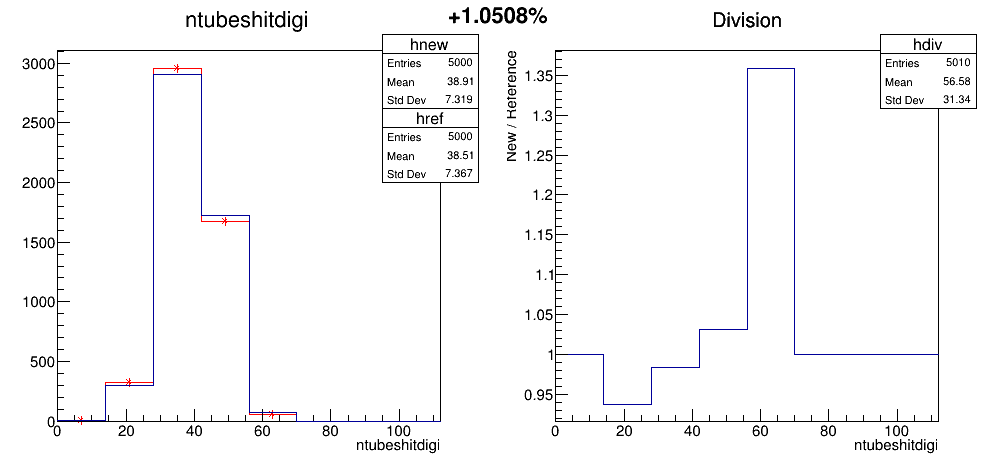 +1.0508%
ntubeshitdigi
hnew
Entries 5000
Mean 38.91
Std Dev 7.319
href
Entries 5000
Mean 38.51
Std Dev 7.367
3000
2500
2000
1500
1000
500
0
0 20 40 60 80 100
ntubeshitdigi
Division
hdiv
Entries 5010
Mean 56.58
Std Dev 31.34
New / Reference
1.35
1.3
1.25
1.2
1.15
1.1
1.05
1
0.95
0 20 40 60 80 100
ntubeshitdigi